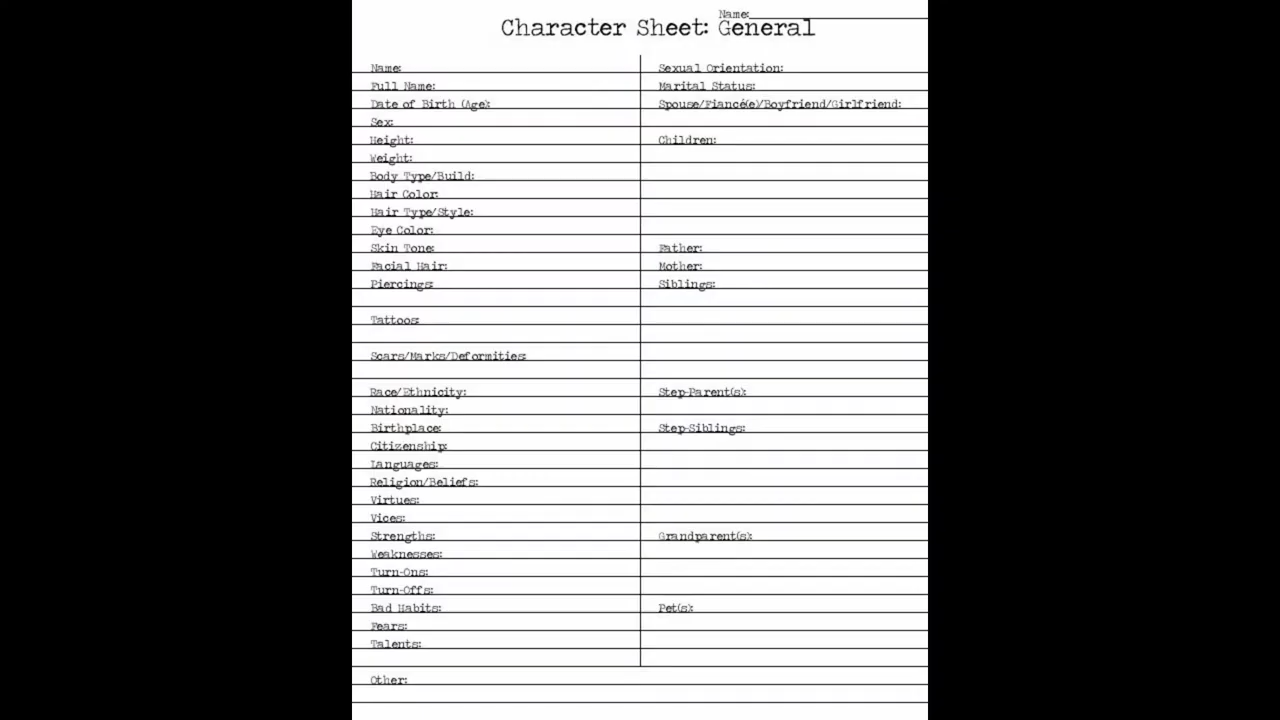 Name:
Character Sheet: General
Name:
Full Name:
Date of Birth (Age):
Sex:
Height:
Weight:
Body Type/Build:
Hair Color:
Hair Type/Style:
Eye Color:
Skin Tone:
Facial Hair:
Piercings:
Tattoos:
Scars/Marks/Deformities:
Race/Ethnicity:
Nationality:
Birthplace:
Citizenship:
Languages:
Religion/Beliefs:
Virtues:
Vices:
Strengths:
Weaknesses:
Turn-Ons:
Turn-Offs:
Bad Habits:
Fears:
Talents:
Sexual Orientation:
Marital Status:
Spouse/Fiancé(e)/Boyfriend/Girlfriend:
Children:
Father:
Mother:
Siblings:
Step-Parent(s):
Step-Siblings:
Grandparent(s):
Pet(s):
Other: